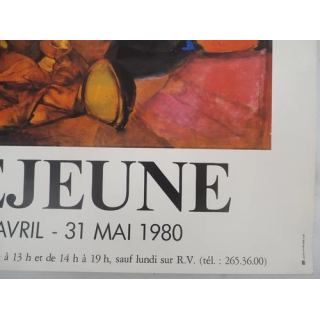 EJEUNE
AVRIL - 31 MAI 1980
à 13 h et de 14 h à 19 h, sauf lundi sur R.V. (tél. : 265.36.00)